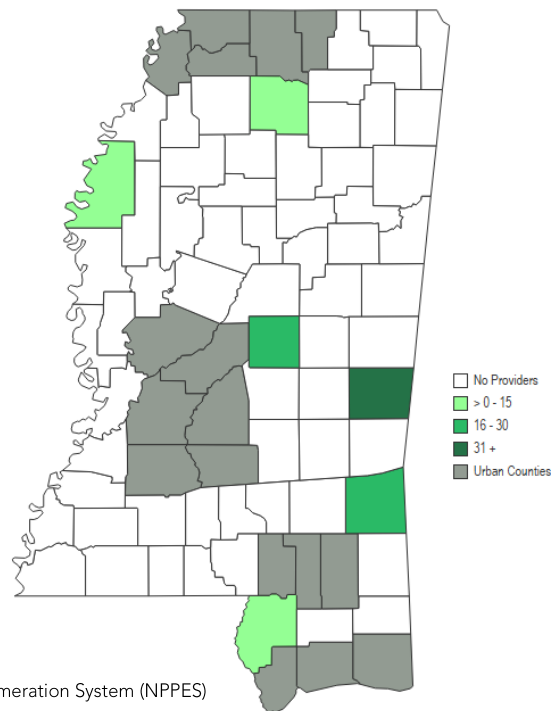 No Providers
> 0 - 15
16 - 30
31 +
Urban Counties
meration System (NPPES)